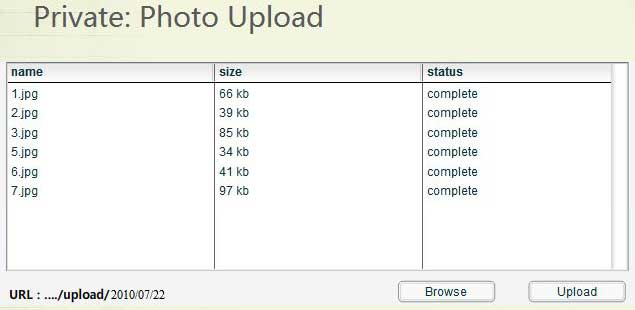 Private: Photo Upload
name size status
1.jpg 66 kb complete
2.jpg 39 kb complete
3.jpg 85 kb complete
5.jpg 34 kb complete
6.jpg 41 kb complete
7.jpg 97 kb complete
URL : ..../upload/2010/07/22 Browse Upload